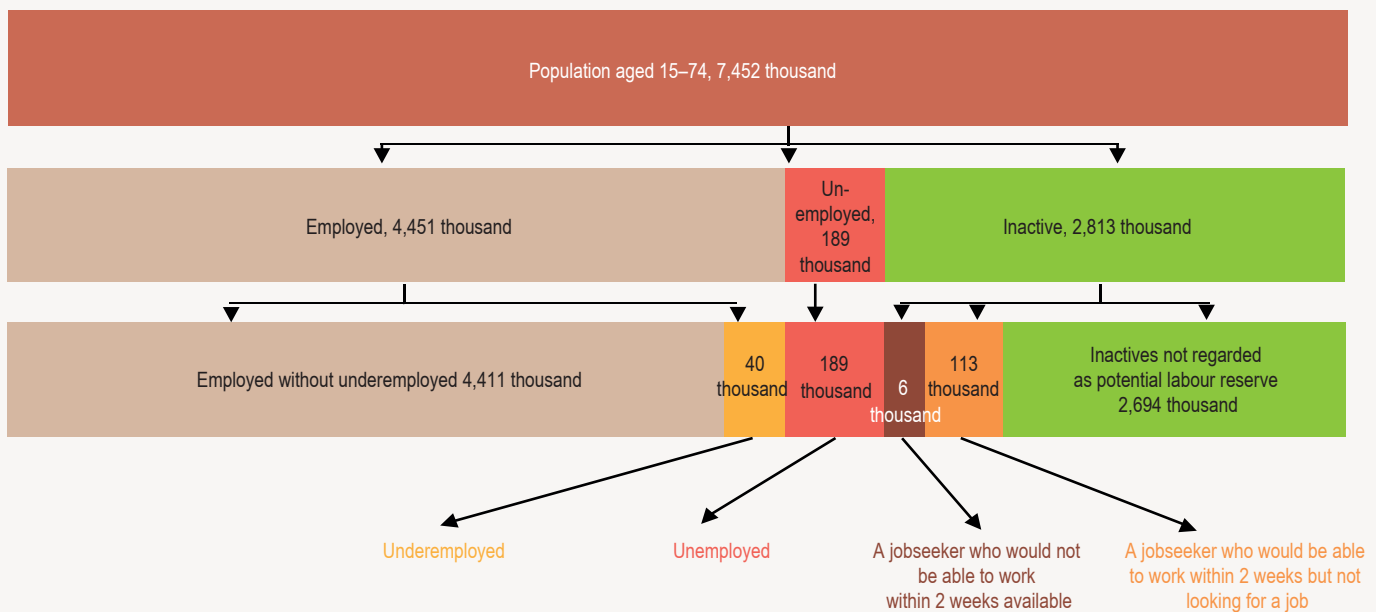 Population aged 15–74, 7,452 thousand
Employed, 4,451 thousand
Un-
employed,
189
thousand
Inactive, 2,813 thousand
Employed without underemployed 4,411 thousand
40
thousand
189
thousand
6
thousand
113
thousand
Inactives not regarded
as potential labour reserve
2,694 thousand
Underemployed
Unemployed
A jobseeker who would not
be able to work
within 2 weeks available
A jobseeker who would be able
to work within 2 weeks but not
looking for a job